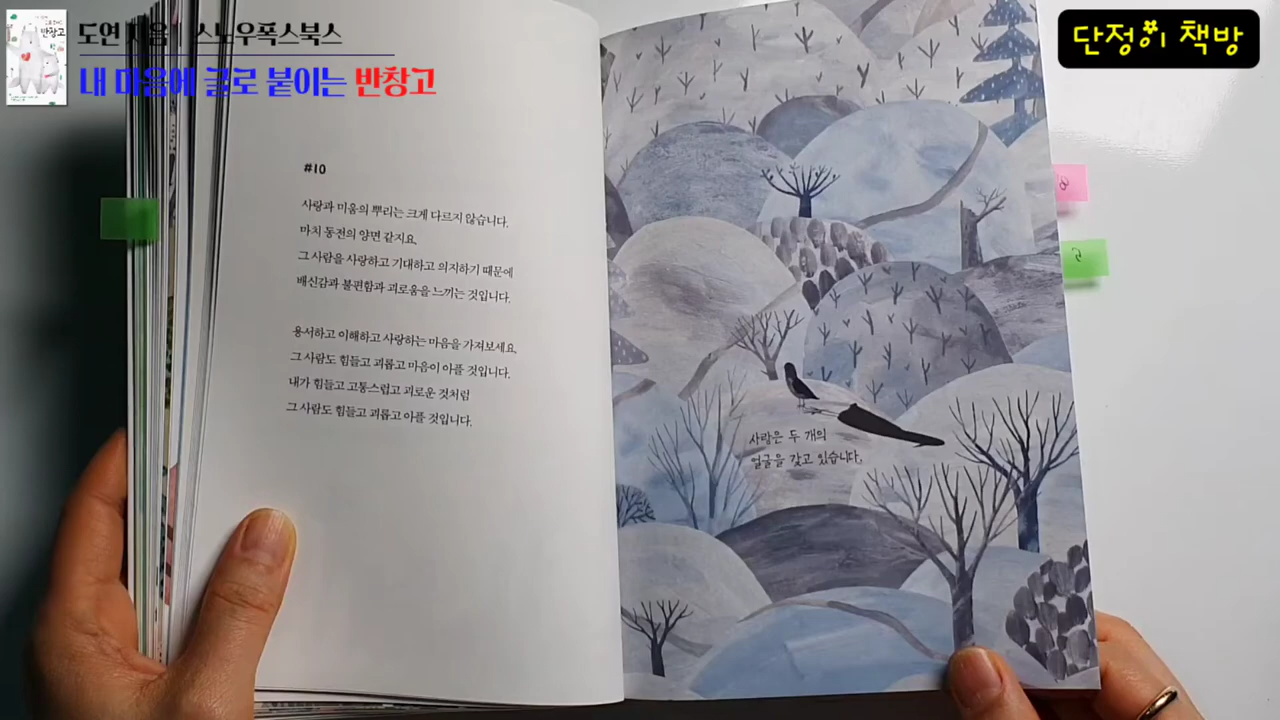 도연 지음 | 스노우폭스북스
내 마음에 글로 붙이는 반창고
반창고
단정이 책방
#10
사랑과 미움의 뿌리는 크게 다르지 않습니다.
마치 동전의 양면 같지요.
그 사람을 사랑하고 기대하고 의지하기 때문에
배신감과 불편함과 괴로움을 느끼는 것입니다.
용서하고 이해하고 사랑하는 마음을 가져보세요.
그 사람도 힘들고 괴롭고 마음이 아플 것입니다.
내가 힘들고 고통스럽고 괴로운 것처럼
그 사람도 힘들고 괴롭고 아플 것입니다.
사람은 두 개의
얼굴을 갖고 있습니다.